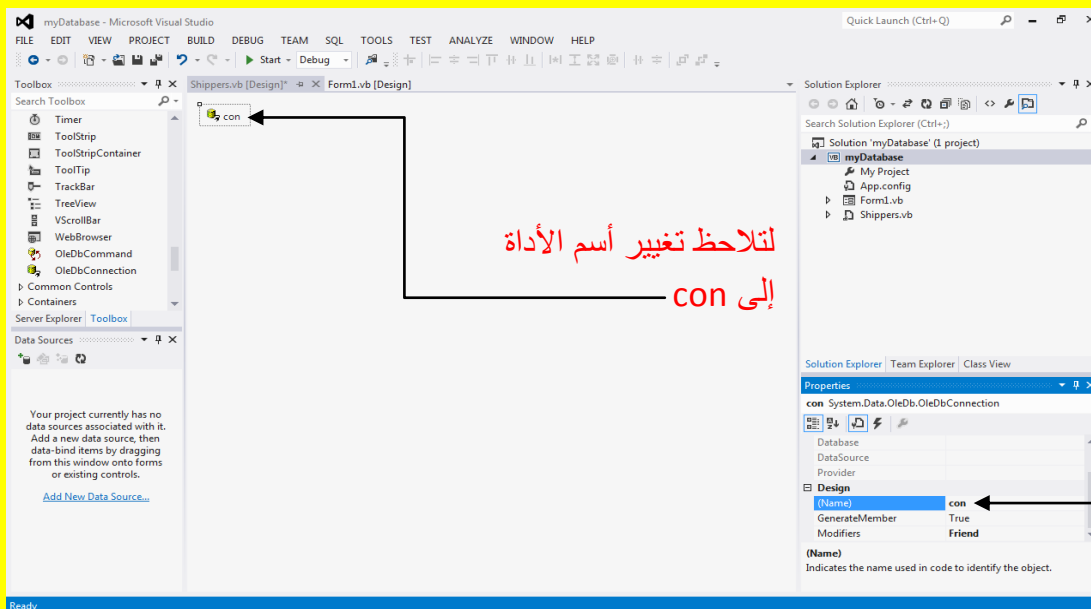 myDatabase - Microsoft Visual Studio
Quick Launch (Ctrl+Q)
FILE EDIT VIEW PROJECT BUILD DEBUG TEAM SQL TOOLS TEST ANALYZE WINDOW HELP
Start Debug
Toolbox
Search Toolbox
Timer
ToolStrip
ToolStripContainer
ToolTip
TrackBar
TreeView
VScrollBar
WebBrowser
OleDbCommand
OleDbConnection
Common Controls
Containers
Server Explorer Toolbox
Data Sources
Your project currently has no
data sources associated with it.
Add a new data source, then
data-bind items by dragging
from this window onto forms
or existing controls.
Add New Data Source...
Shippers.vb [Design]* Form1.vb [Design]
con
لتلاحظ تغيير أسم الأداة
إلى con
Solution Explorer
Search Solution Explorer (Ctrl+;)
Solution 'myDatabase' (1 project)
VB myDatabase
My Project
App.config
Form1.vb
Shippers.vb
Solution Explorer Team Explorer Class View
Properties
con System.Data.OleDb.OleDbConnection
Database
DataSource
Provider
Design
(Name) con
GenerateMember True
Modifiers Friend
(Name)
Indicates the name used in code to identify the object.
Ready